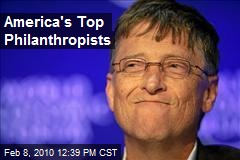 America's Top
Philanthropists
Feb 8, 2010 12:39 PM CST